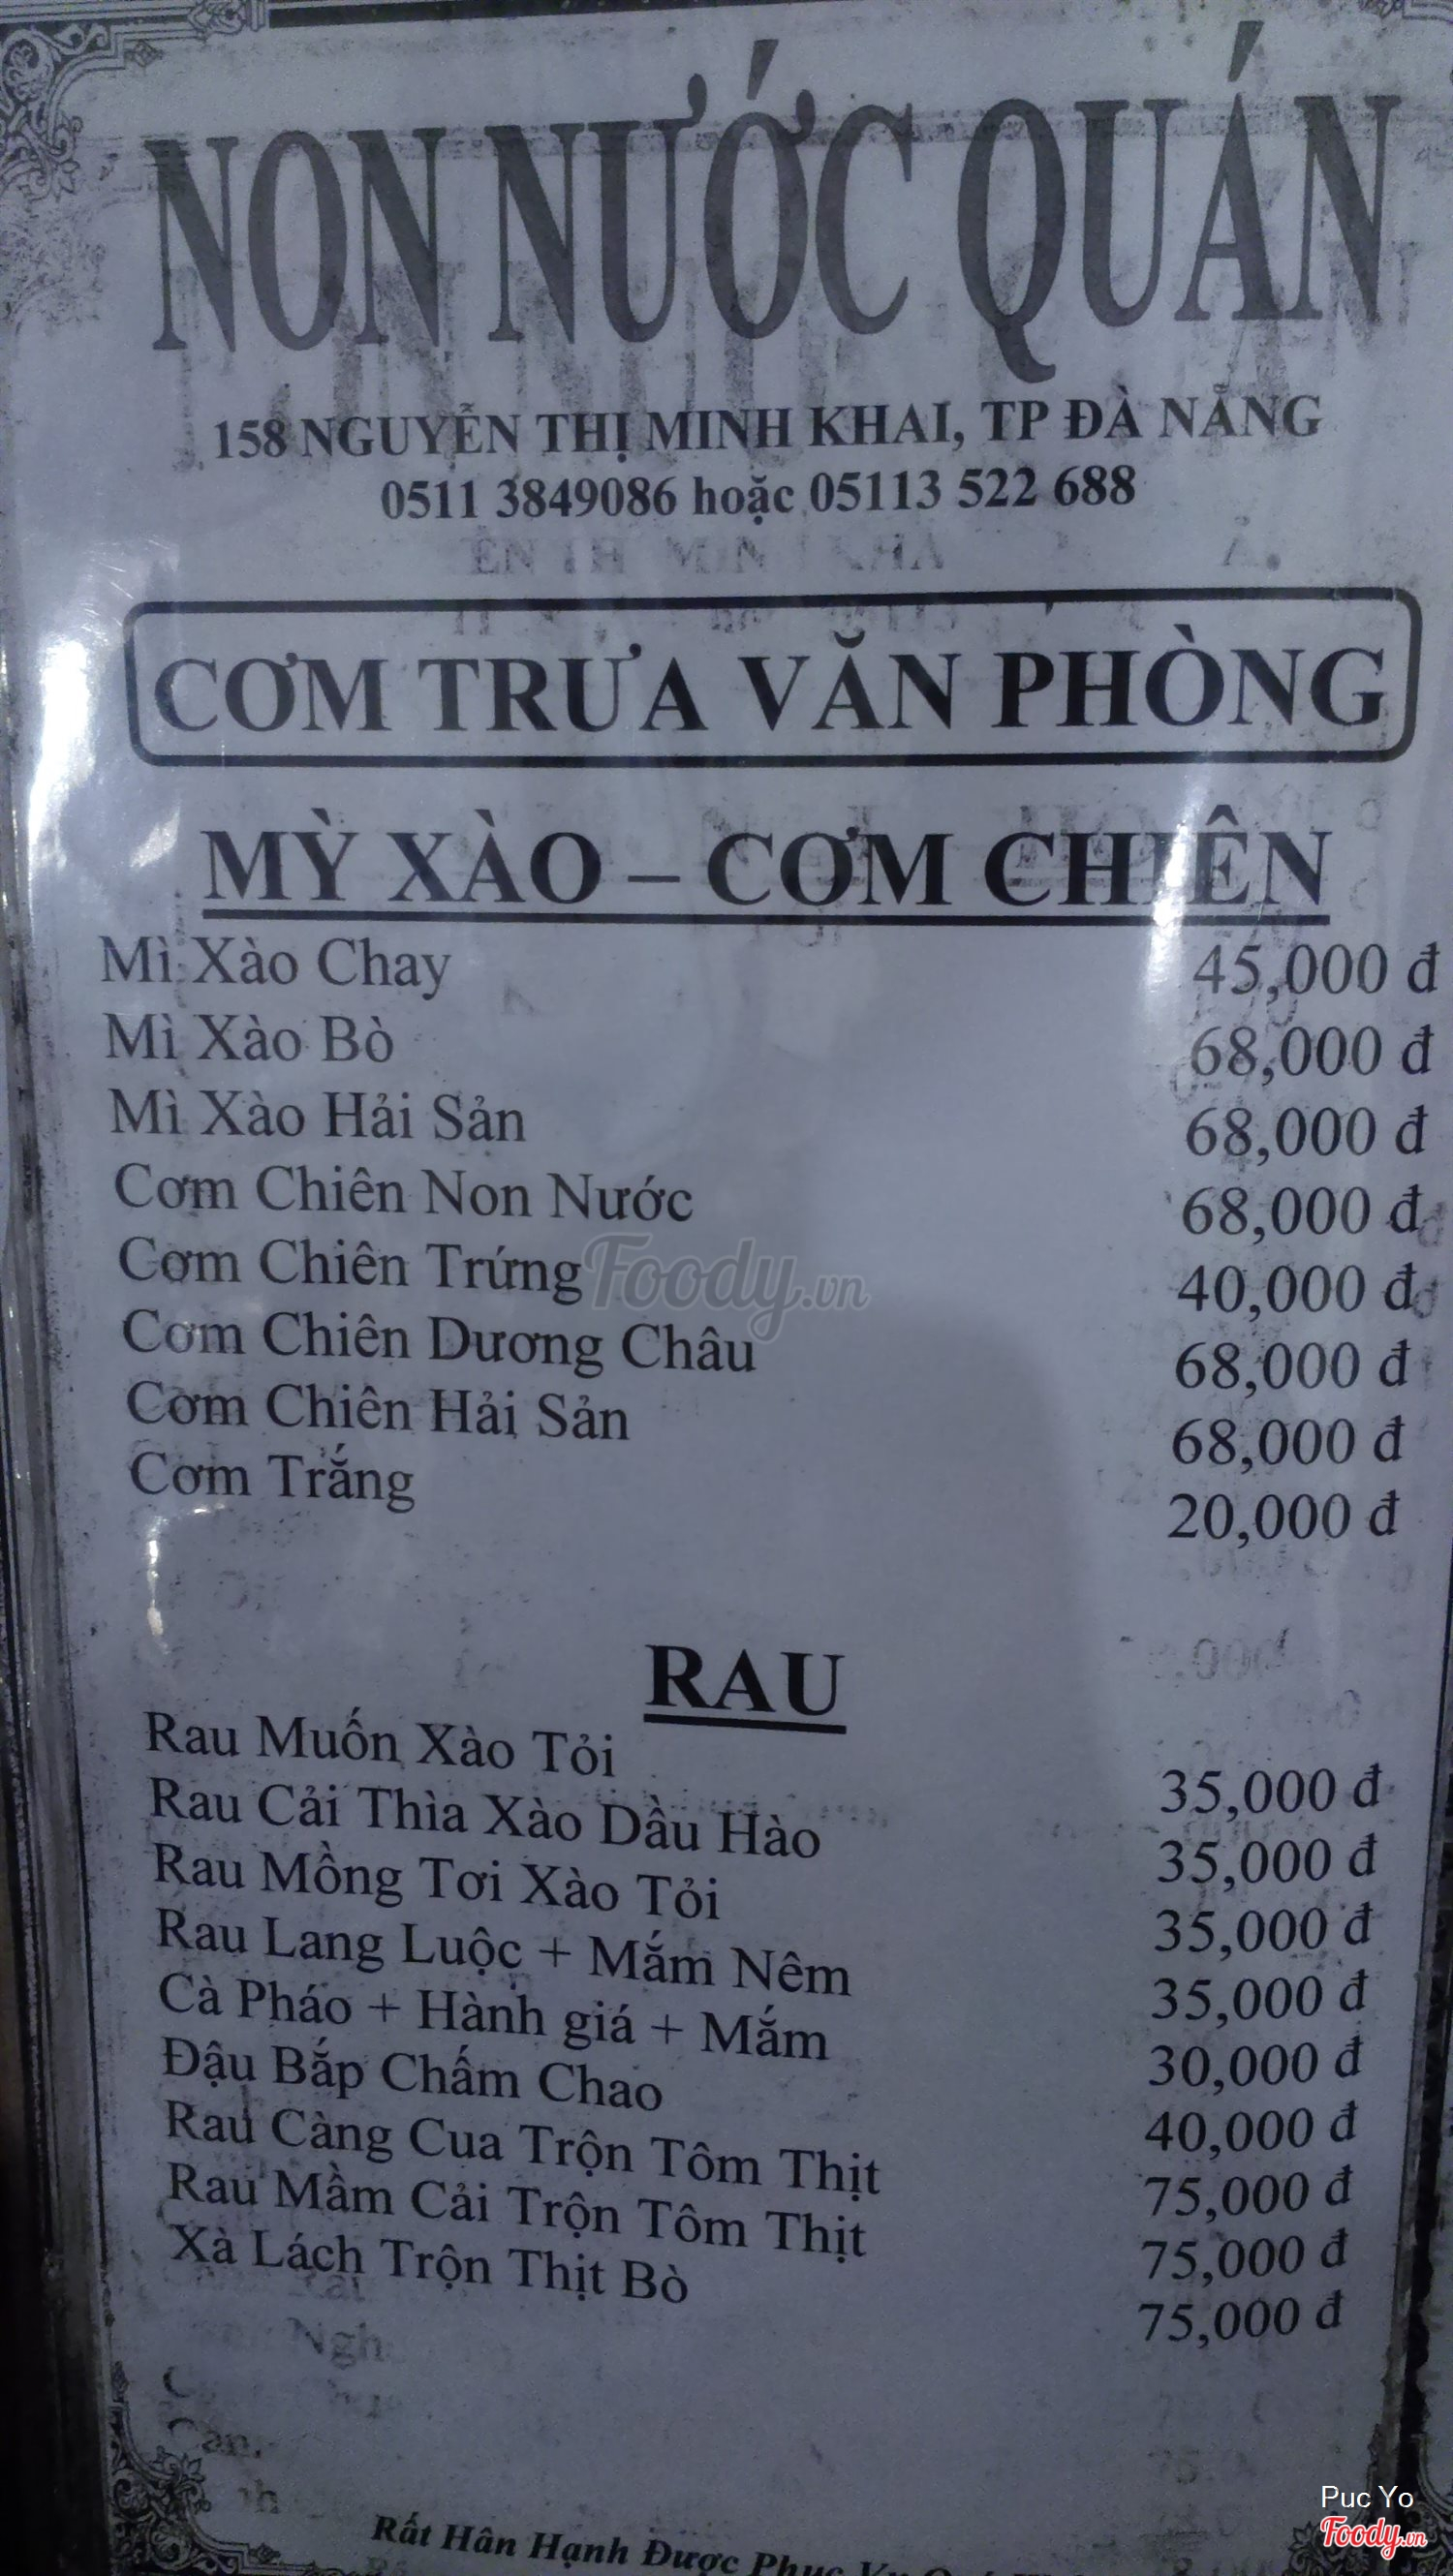 NON NƯỚC QUÁN
158 NGUYỄN THỊ MINH KHAI, TP ĐÀ NẴNG
0511 3849086 hoặc 05113 522 688
CƠM TRƯA VĂN PHÒNG
MỲ XÀO – CƠM CHIÊN
Mì Xào Chay 45,000 đ
Mì Xào Bò 68,000 đ
Mì Xào Hải Sản 68,000 đ
Cơm Chiên Non Nước 68,000 đ
Cơm Chiên Trứng 40,000 đ
Cơm Chiên Dương Châu 68,000 đ
Cơm Chiên Hải Sản 68,000 đ
Cơm Trắng 20,000 đ
Foody.vn
RAU
Rau Muốn Xào Tỏi 35,000 đ
Rau Cải Thìa Xào Dầu Hào 35,000 đ
Rau Mồng Tơi Xào Tỏi 35,000 đ
Rau Lang Luộc + Mắm Nêm 35,000 đ
Cà Pháo + Hành giá + Mắm 30,000 đ
Đậu Bắp Chấm Chao 40,000 đ
Rau Càng Cua Trộn Tôm Thịt 75,000 đ
Rau Mầm Cải Trộn Tôm Thịt 75,000 đ
Xà Lách Trộn Thịt Bò 75,000 đ
Rất Hân Hạnh Được Phục Vụ
Puc Yo
Foody.vn